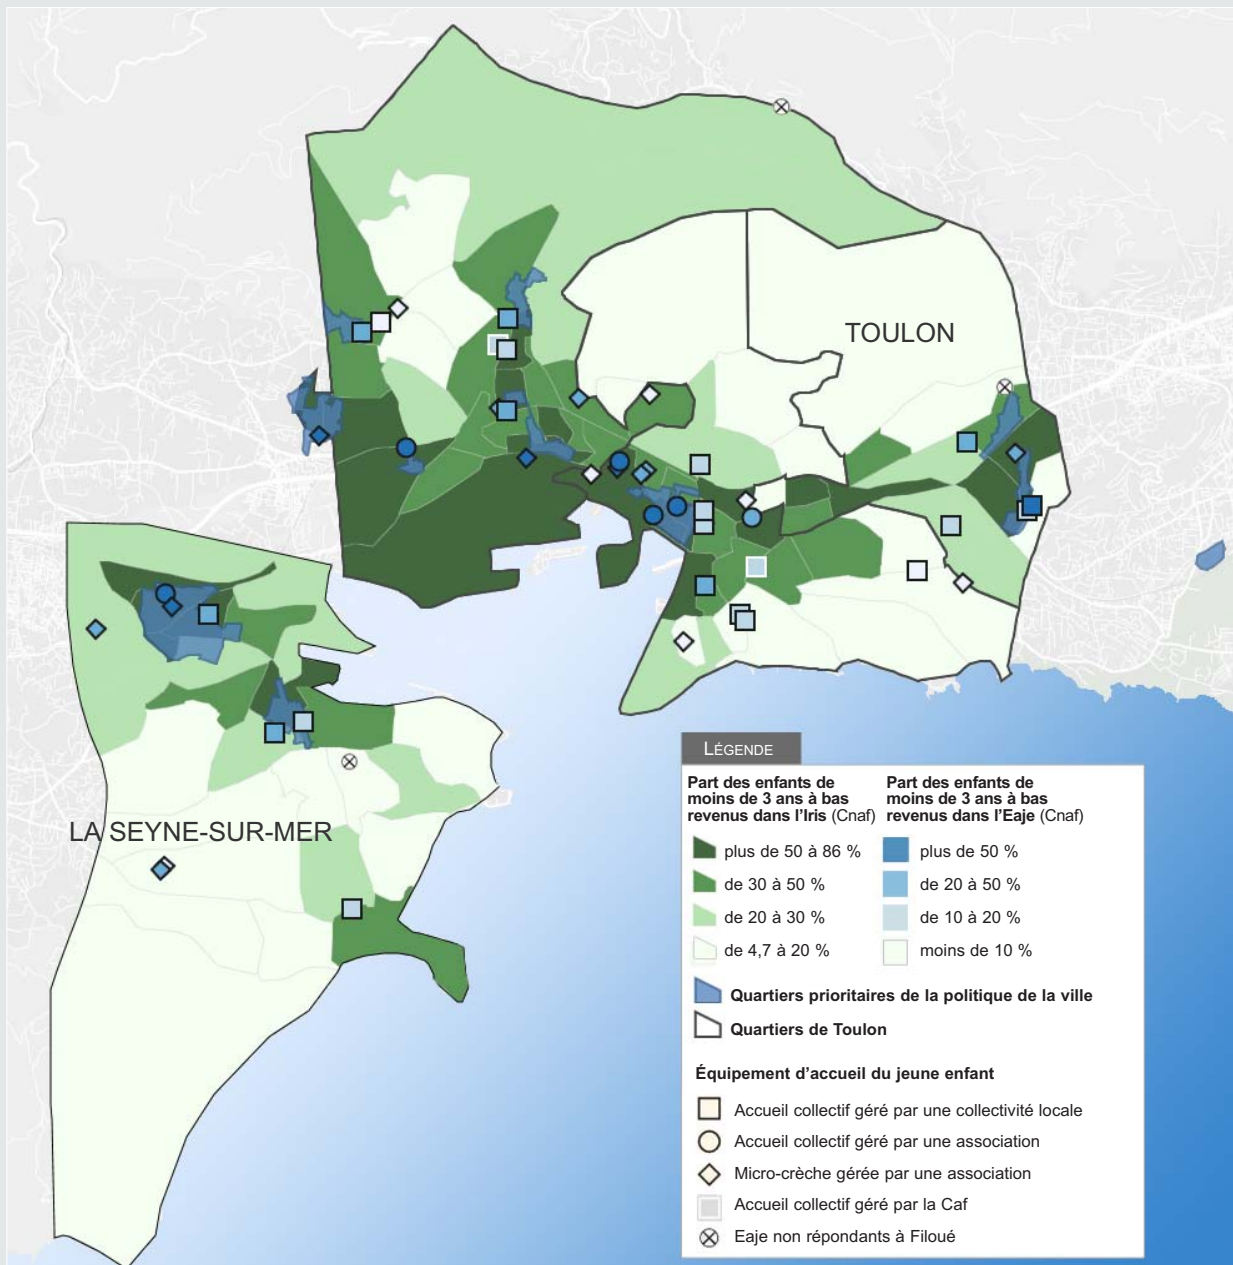 TOULON
LA SEYNE-SUR-MER
LÉGENDE
Part des enfants de
moins de 3 ans à bas
revenus dans l'Iris (Cnaf)
plus de 50 à 86 %
de 30 à 50 %
de 20 à 30 %
de 4,7 à 20 %
Part des enfants de
moins de 3 ans à bas
revenus dans l'Eaje (Cnaf)
plus de 50 %
de 20 à 50 %
de 10 à 20 %
moins de 10 %
Quartiers prioritaires de la politique de la ville
Quartiers de Toulon
Équipement d'accueil du jeune enfant
Accueil collectif géré par une collectivité locale
Accueil collectif géré par une association
Micro-crèche gérée par une association
Accueil collectif géré par la Caf
Eaje non répondants à Filoué